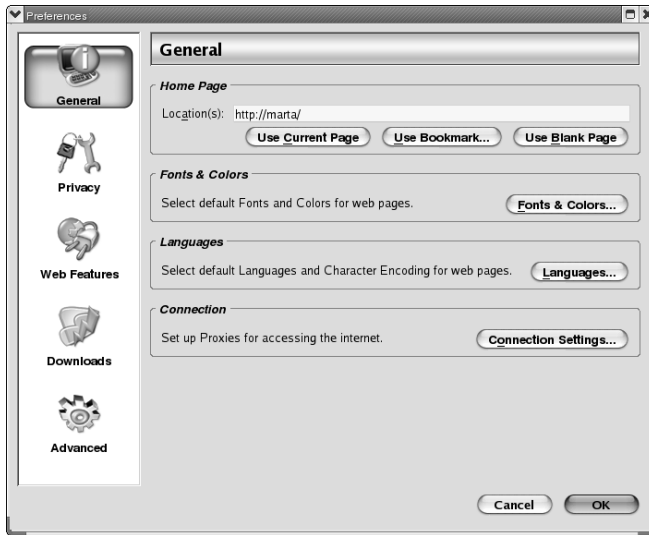 Preferences
General
Privacy
Web Features
Downloads
Advanced
General
Home Page
Location(s): http://marta/
Use Current Page Use Bookmark... Use Blank Page
Fonts & Colors
Select default Fonts and Colors for web pages. Fonts & Colors...
Languages
Select default Languages and Character Encoding for web pages. Languages...
Connection
Set up Proxies for accessing the internet. Connection Settings...
Cancel OK